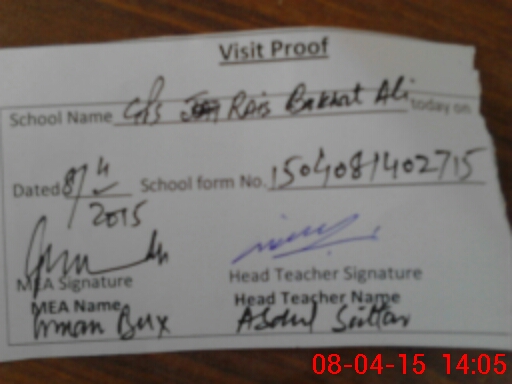 Visit Proof
School Name GPS Rais Bakhat Ali today on
Dated 8/4/2015 School form No. 1504081402715
MEA Signature Head Teacher Signature
MEA Name Head Teacher Name
Iman Bux Abdul Sattar
08-04-15 14:05